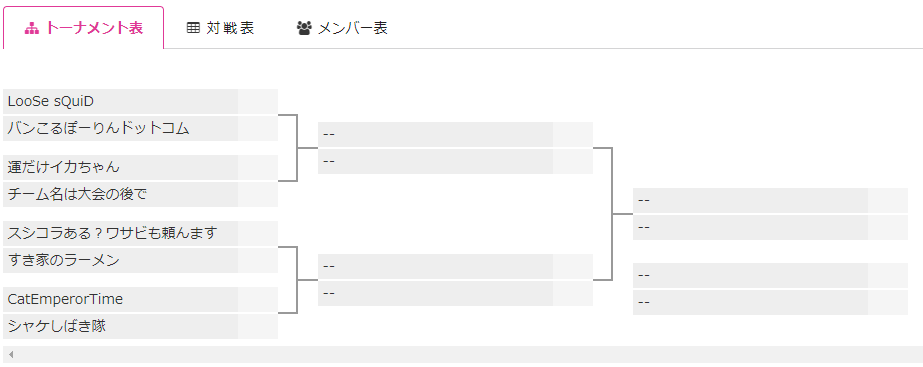 トーナメント表 対戦表 メンバー表
LooSe sQuiD
バンこるぽーりんドットコム
運だけイカちゃん
チーム名は大会の後で
スシコラある？ワサビも頼んます
すき家のラーメン
CatEmperorTime
シャケしばき隊
--
--
--
--
--
--
--
--